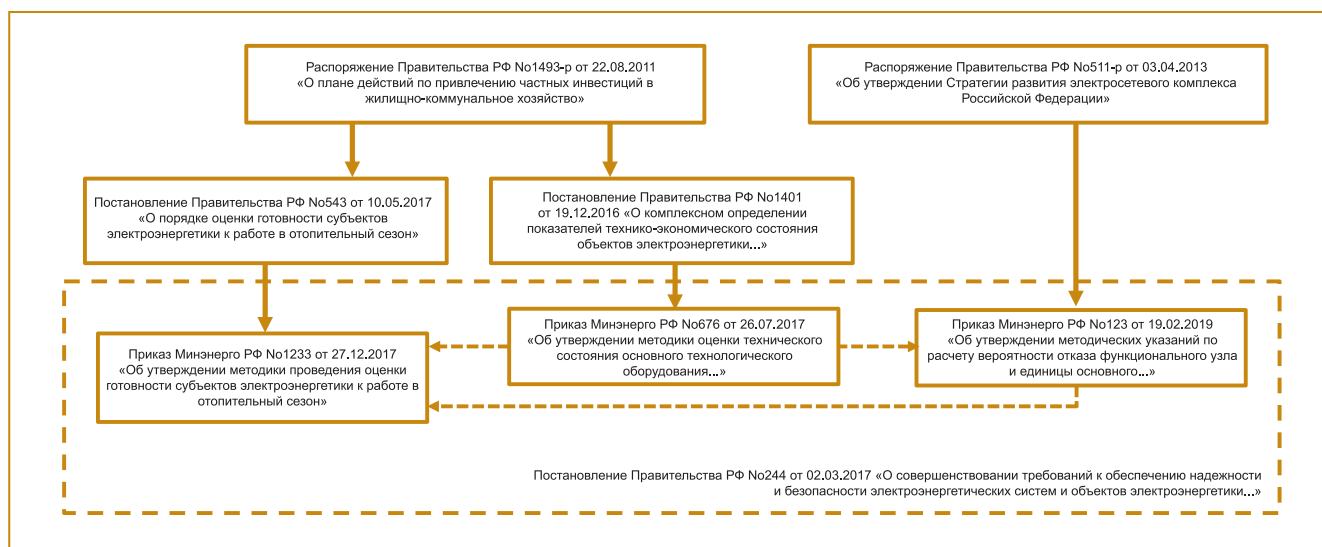 Распоряжение Правительства РФ No1493-р от 22.08.2011
«О плане действий по привлечению частных инвестиций в
жилищно-коммунальное хозяйство»
Распоряжение Правительства РФ No511-р от 03.04.2013
«Об утверждении Стратегии развития электросетевого комплекса
Российской Федерации»
Постановление Правительства РФ No543 от 10.05.2017
«О порядке оценки готовности субъектов
электроэнергетики к работе в отопительный сезон»
Постановление Правительства РФ No1401
от 19.12.2016 «О комплексном определении
показателей технико-экономического состояния
объектов электроэнергетики...»
Приказ Минэнерго РФ No1233 от 27.12.2017
«Об утверждении методики проведения оценки
готовности субъектов электроэнергетики к работе в
отопительный сезон»
Приказ Минэнерго РФ No676 от 26.07.2017
«Об утверждении методики оценки технического
состояния основного технологического
оборудования...»
Приказ Минэнерго РФ No123 от 19.02.2019
«Об утверждении методических указаний по
расчету вероятности отказа функционального узла
и единицы основного...»
Постановление Правительства РФ No244 от 02.03.2017 «О совершенствовании требований к обеспечению надежности
и безопасности электроэнергетических систем и объектов электроэнергетики...»